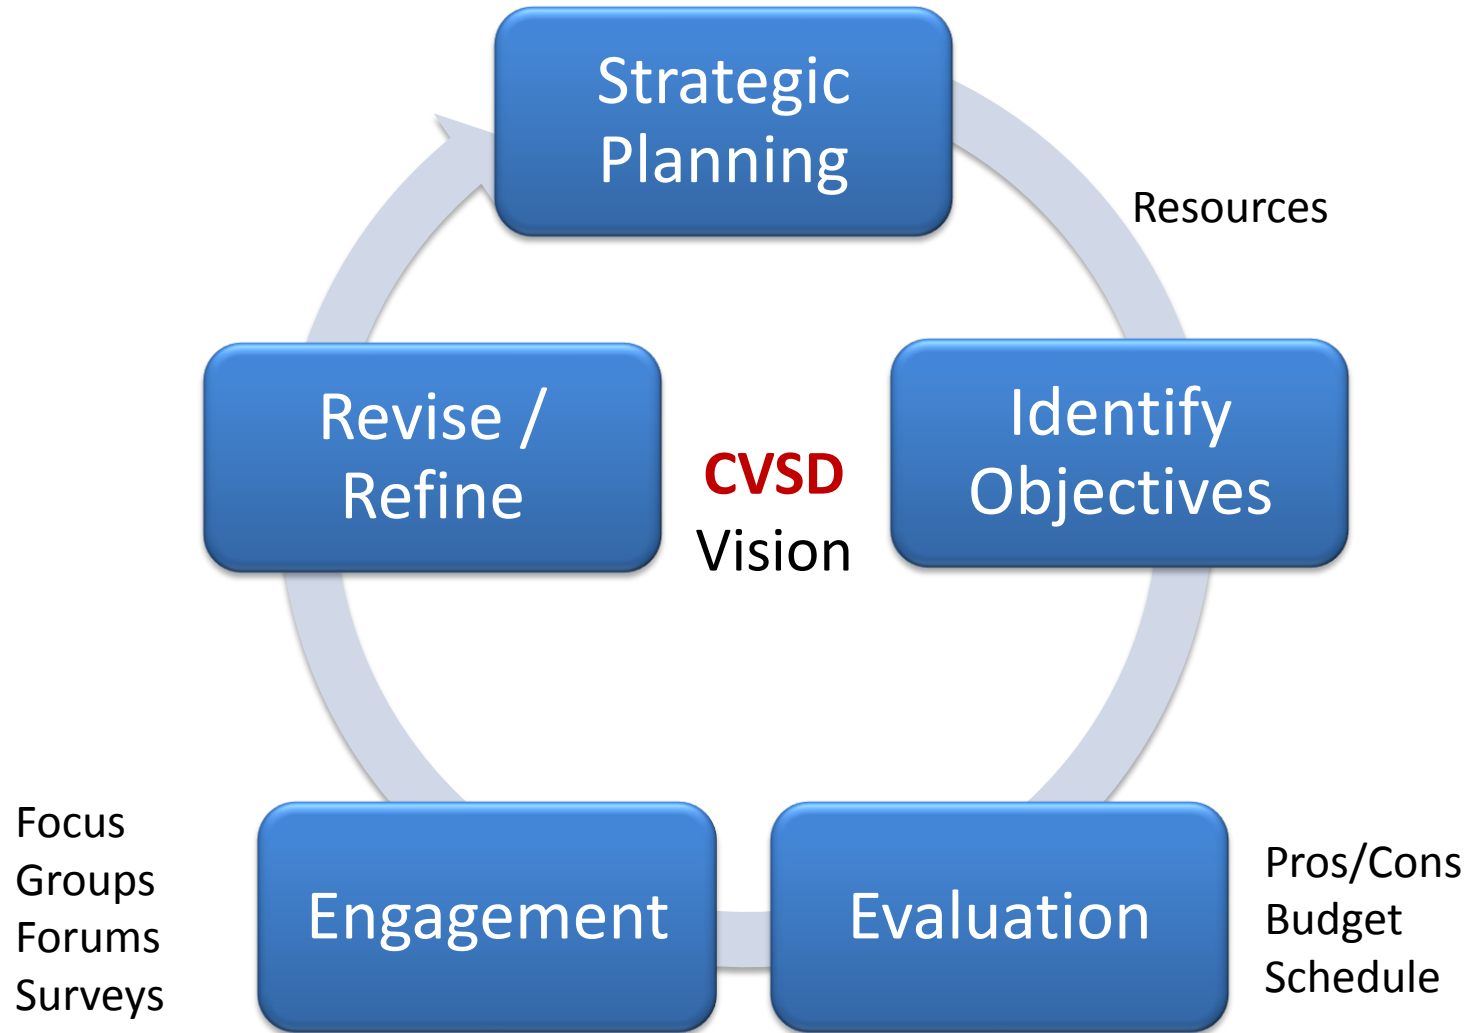 Strategic
Planning
Resources
Identify
Objectives
Revise /
Refine
CVSD
Vision
Evaluation
Pros/Cons
Budget
Schedule
Engagement
Focus
Groups
Forums
Surveys